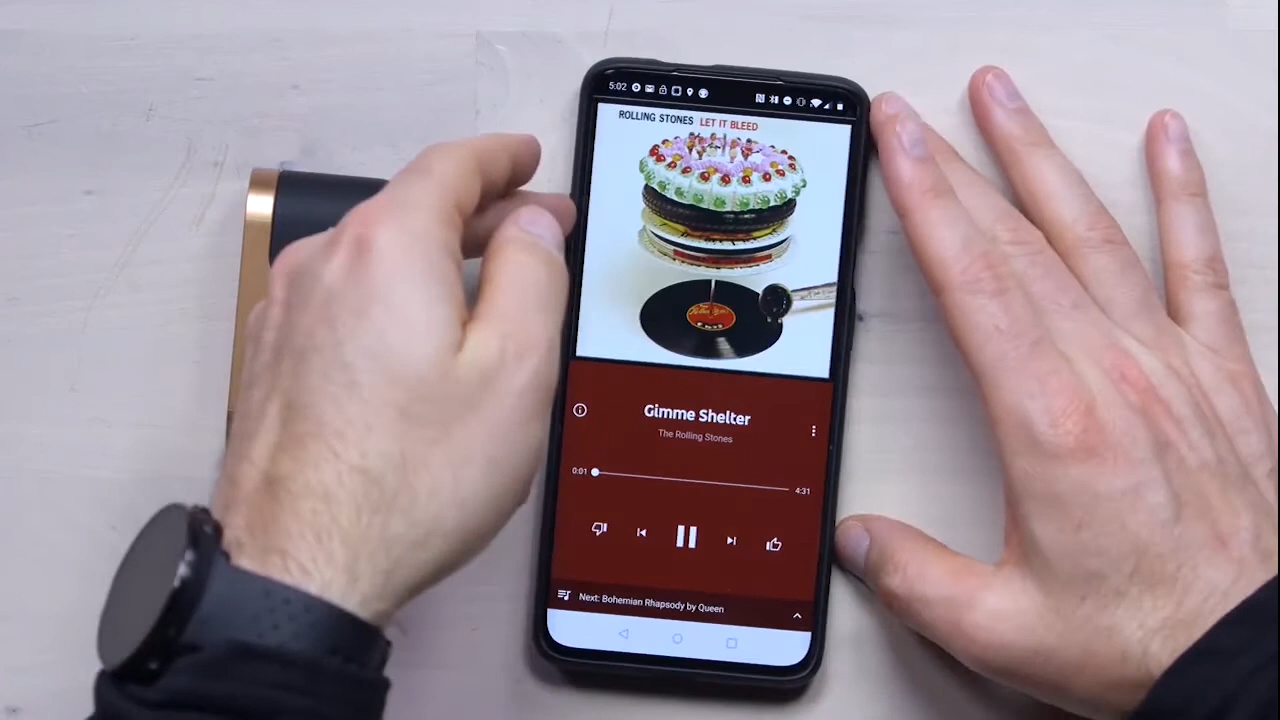 5:02
ROLLING STONES LET IT BLEED
Gimme Shelter
The Rolling Stones
0:01
4:31
Next: Bohemian Rhapsody by Queen